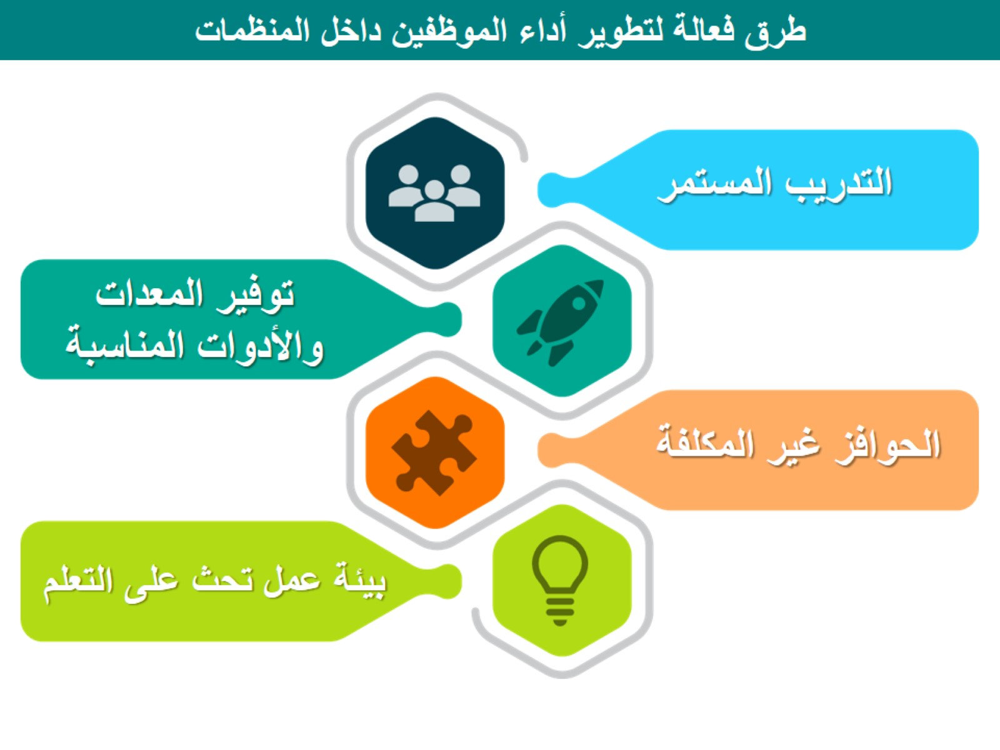 طرق فعالة لتطوير أداء الموظفين داخل المنظمات
التدريب المستمر
توفير المعدات
والأدوات المناسبة
الحوافز غير المكلفة
بيئة عمل تحث على التعلم